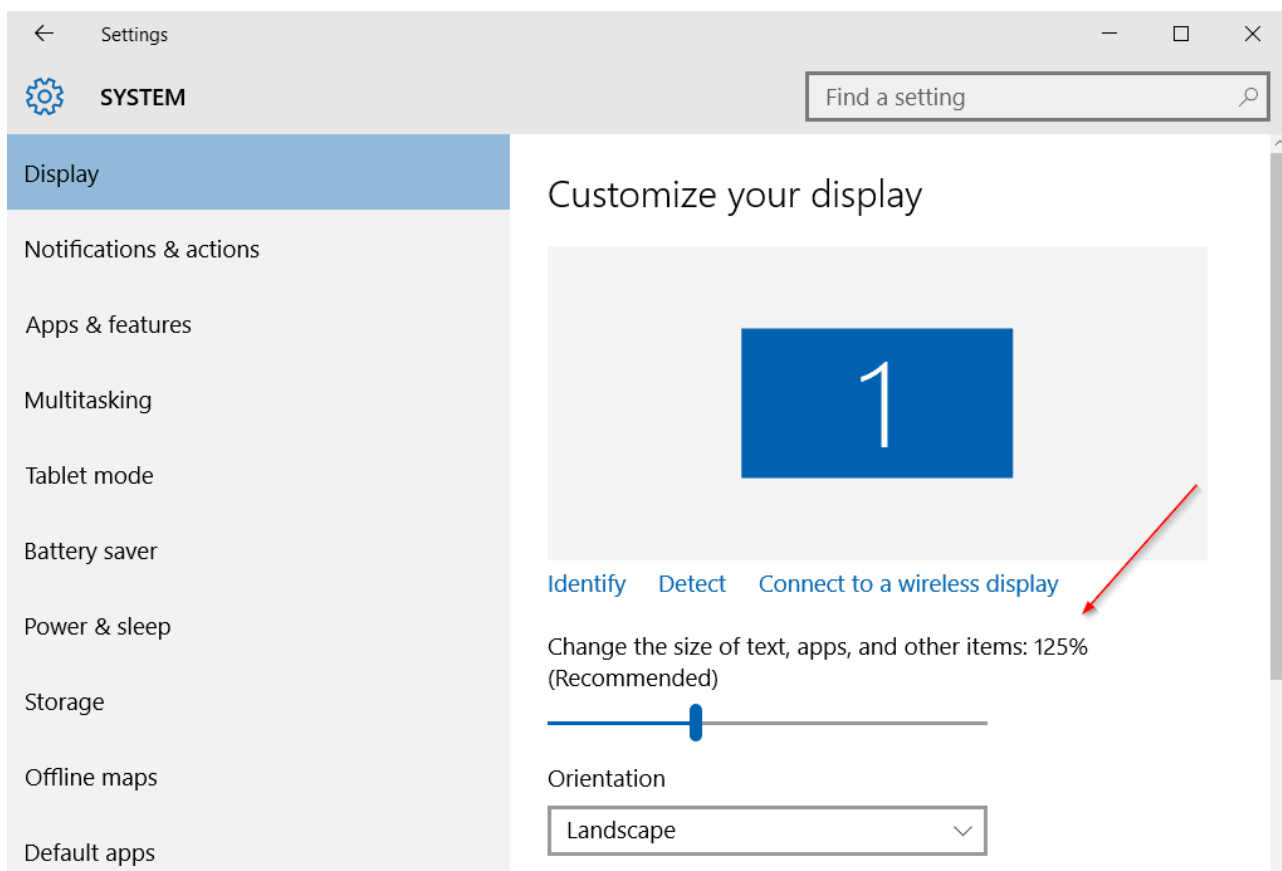 Settings
SYSTEM
Find a setting
Display
Notifications & actions
Apps & features
Multitasking
Tablet mode
Battery saver
Power & sleep
Storage
Offline maps
Default apps
Customize your display
1
Identify Detect Connect to a wireless display
Change the size of text, apps, and other items: 125%
(Recommended)
Orientation
Landscape